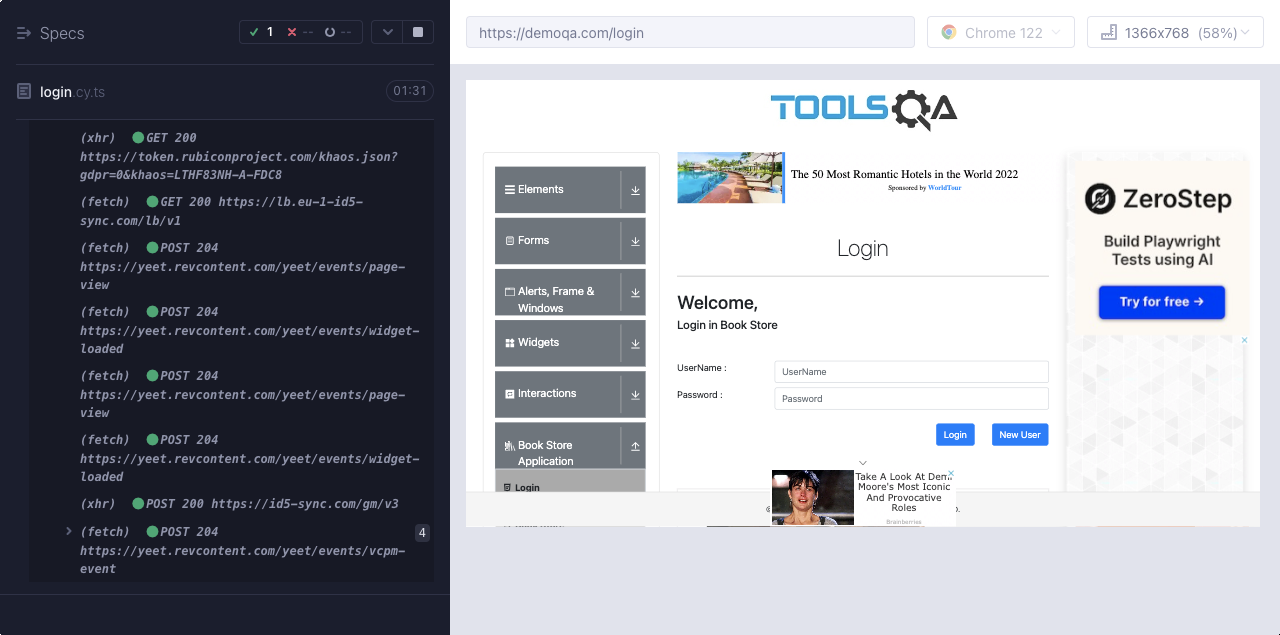 Specs
1
--
--
login.cy.ts
01:31
(xhr) GET 200
https://token.rubiconproject.com/khaos.json?
gdpr=0&khaos=LTHF83NH-A-FDC8
(fetch) GET 200 https://lb.eu-1-id5-
sync.com/lb/v1
(fetch) POST 204
https://yeet.revcontent.com/yeet/events/page-
view
(fetch) POST 204
https://yeet.revcontent.com/yeet/events/widget-
loaded
(fetch) POST 204
https://yeet.revcontent.com/yeet/events/page-
view
(fetch) POST 204
https://yeet.revcontent.com/yeet/events/widget-
loaded
(xhr) POST 200 https://id5-sync.com/gm/v3
(fetch) POST 204
4
https://yeet.revcontent.com/yeet/events/vcpm-
event
https://demoqa.com/login
Chrome 122
1366x768 (58%)
TOOLSQA
Elements
Forms
Alerts, Frame &
Windows
Widgets
Interactions
Book Store
Application
Login
The 50 Most Romantic Hotels in the World 2022
Sponsored by WorldTour
Login
Welcome,
Login in Book Store
UserName :
UserName
Password :
Password
Login
New User
Take A Look At Demi
Moore's Most Iconic
And Provocative
Roles
Brainberries
ZeroStep
Build Playwright
Tests using AI
Try for free →